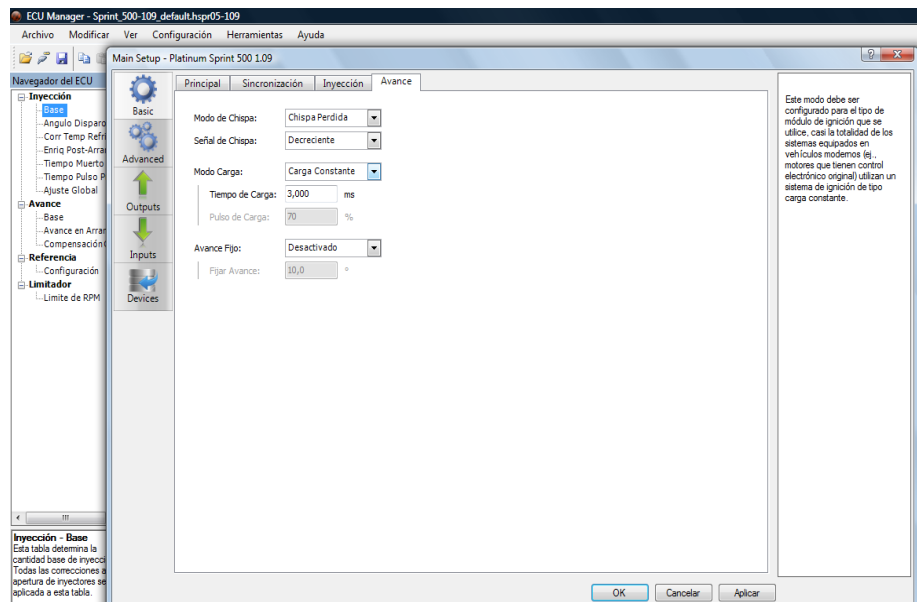 ECU Manager - Sprint_500-109_default.hspr05-109
Archivo Modificar Ver Configuración Herramientas Ayuda
Main Setup - Platinum Sprint 500 1.09
Navegador del ECU
Inyección
Base
Angulo Disparo
Corr Temp Refri
Enriq Post-Arra
Tiempo Muerto
Tiempo Pulso P
Ajuste Global
Avance
Base
Avance en Arrar
Compensación
Referencia
Configuración
Limitador
Limite de RPM
Inyección - Base
Esta tabla determina la
cantidad base de inyecci
Todas las correcciones a
apertura de inyectores se
aplicada a esta tabla.
Basic
Advanced
Outputs
Inputs
Devices
Principal Sincronización Inyección Avance
Modo de Chispa: Chispa Perdida
Señal de Chispa: Decreciente
Modo Carga: Carga Constante
Tiempo de Carga: 3,000 ms
Pulso de Carga: 70 %
Avance Fijo: Desactivado
Fijar Avance: 10,0 °
OK Cancelar Aplicar
Este modo debe ser
configurado para el tipo de
módulo de ignición que se
utilice, casi la totalidad de los
sistemas equipados en
vehículos modernos (ej.,
motores que tienen control
electrónico original) utilizan un
sistema de ignición de tipo
carga constante.